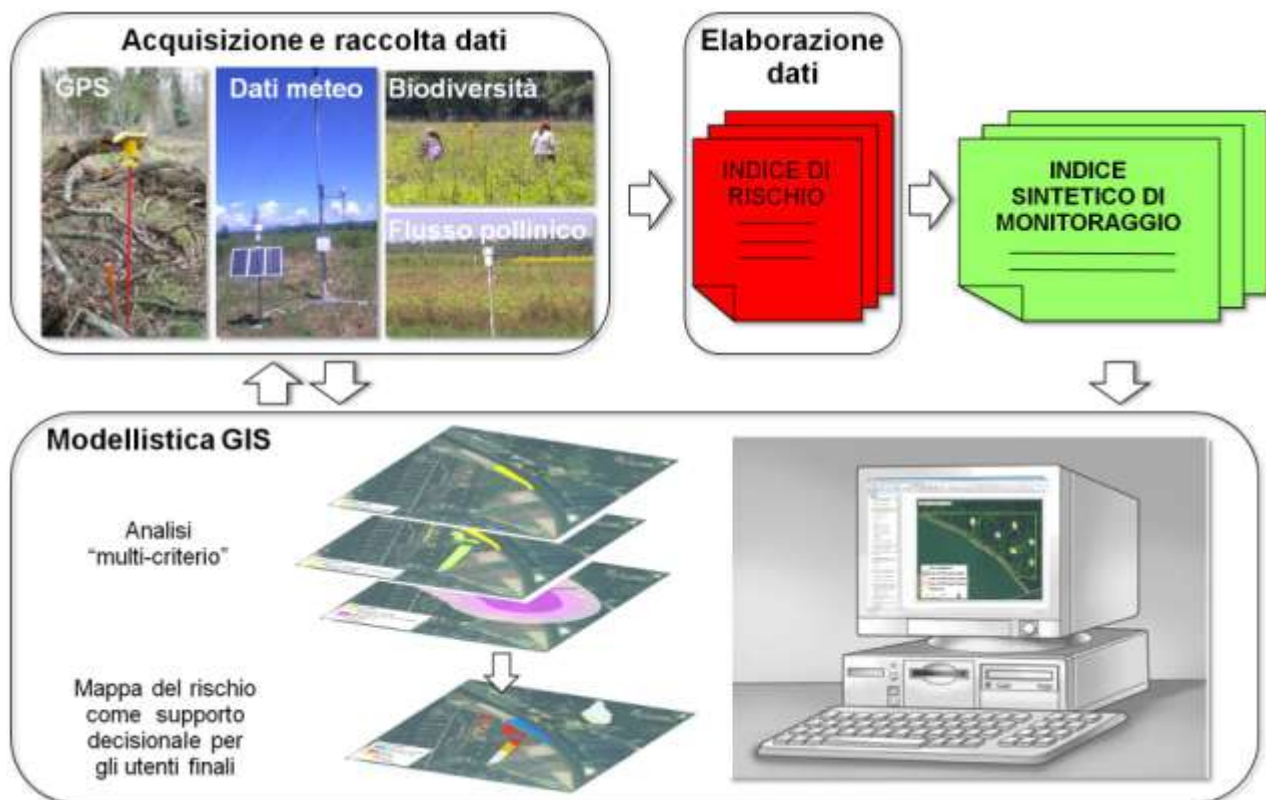 Acquisizione e raccolta dati
GPS
Dati meteo
Biodiversità
Flusso pollinico
Elaborazione
dati
INDICE DI
RISCHIO
INDICE
SINTETICO DI
MONITORAGGIO
Modellistica GIS
Analisi
“multi-criterio”
Mappa del rischio
come supporto
decisionale per
gli utenti finali